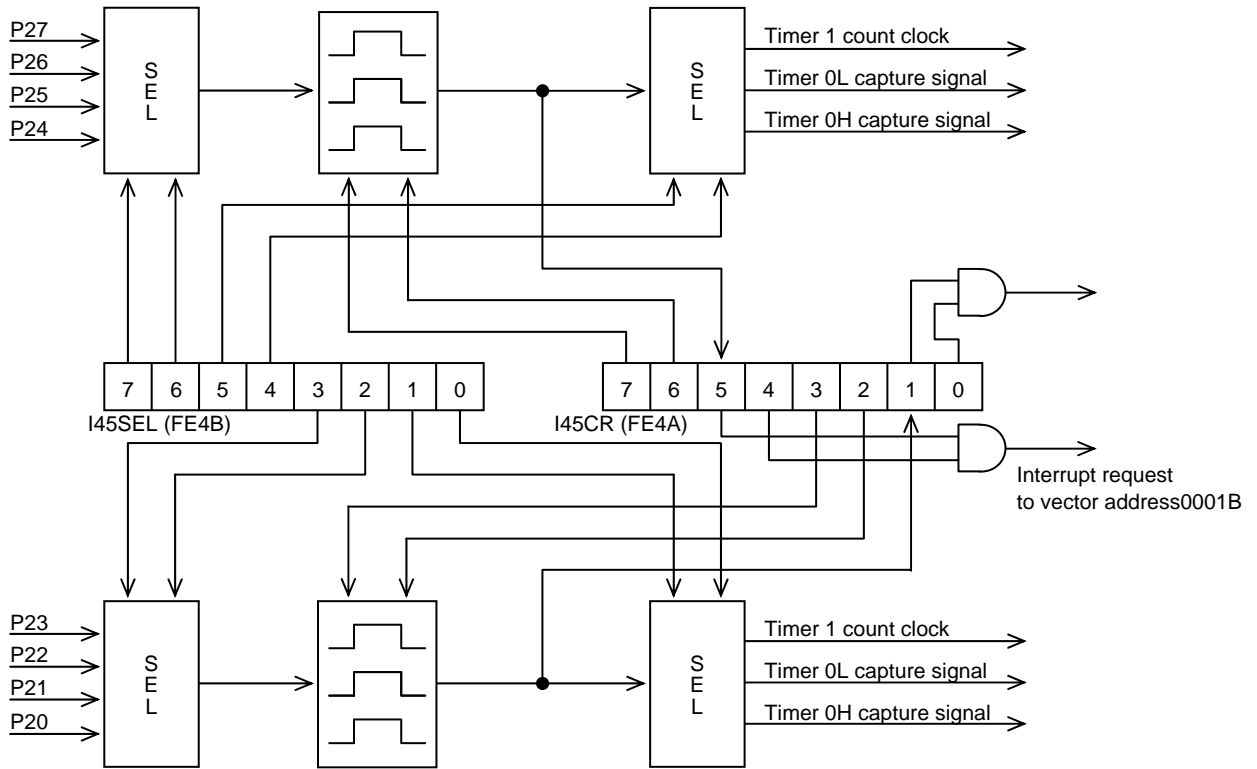 P27
P26
P25
P24
S
E
L
S
E
L
Timer 1 count clock
Timer 0L capture signal
Timer 0H capture signal
7 6 5 4 3 2 1 0
I45SEL (FE4B)
7 6 5 4 3 2 1 0
I45CR (FE4A)
Interrupt request
to vector address0001B
P23
P22
P21
P20
S
E
L
S
E
L
Timer 1 count clock
Timer 0L capture signal
Timer 0H capture signal